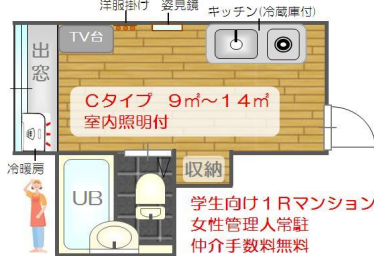 洋服掛け 姿見鏡
キッチン(冷蔵庫付)
TV台
出窓
Cタイプ 9㎡～14㎡
室内照明付
冷暖房
収納
UB
学生向け1Rマンション
女性管理人常駐
仲介手数料無料